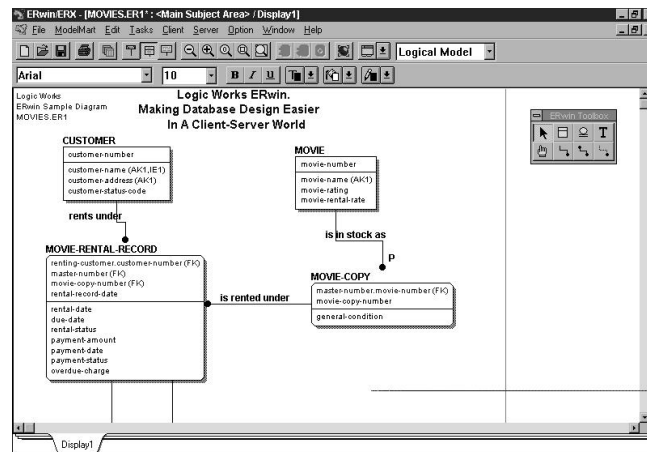 ERwin/ERX - [MOVIES.ER1* : <Main Subject Area> / Display1]
File ModelMart Edit Tasks Client Server Option Window Help
Logical Model
Arial 10 B I U
Logic Works
ERwin Sample Diagram
MOVIES.ER1
Logic Works ERwin.
Making Database Design Easier
In A Client-Server World
ERwin Toolbox
T
CUSTOMER
customer-number
customer-name (AK1,IE1)
customer-address (AK1)
customer-status-code
MOVIE
movie-number
movie-name (AK1)
movie-rating
movie-rental-rate
rents under
is in stock as
P
MOVIE-RENTAL-RECORD
renting-customer.customer-number (FK)
master-number (FK)
movie-copy-number (FK)
rental-record-date
rental-date
due-date
rental-status
payment-amount
payment-date
payment-status
overdue-charge
is rented under
MOVIE-COPY
master-number.movie-number (FK)
movie-copy-number
general-condition
Display1